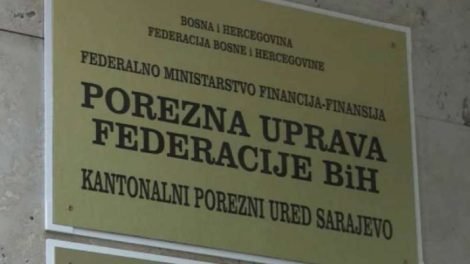 BOSNA i HERCEGOVINA
FEDERACIJA BOSNE i HERCEGOVINE
FEDERALNO MINISTARSTVO FINANCIJA-FINANSIJA
POREZNA UPRAVA
FEDERACIJE BiH
KANTONALNI POREZNI URED SARAJEVO